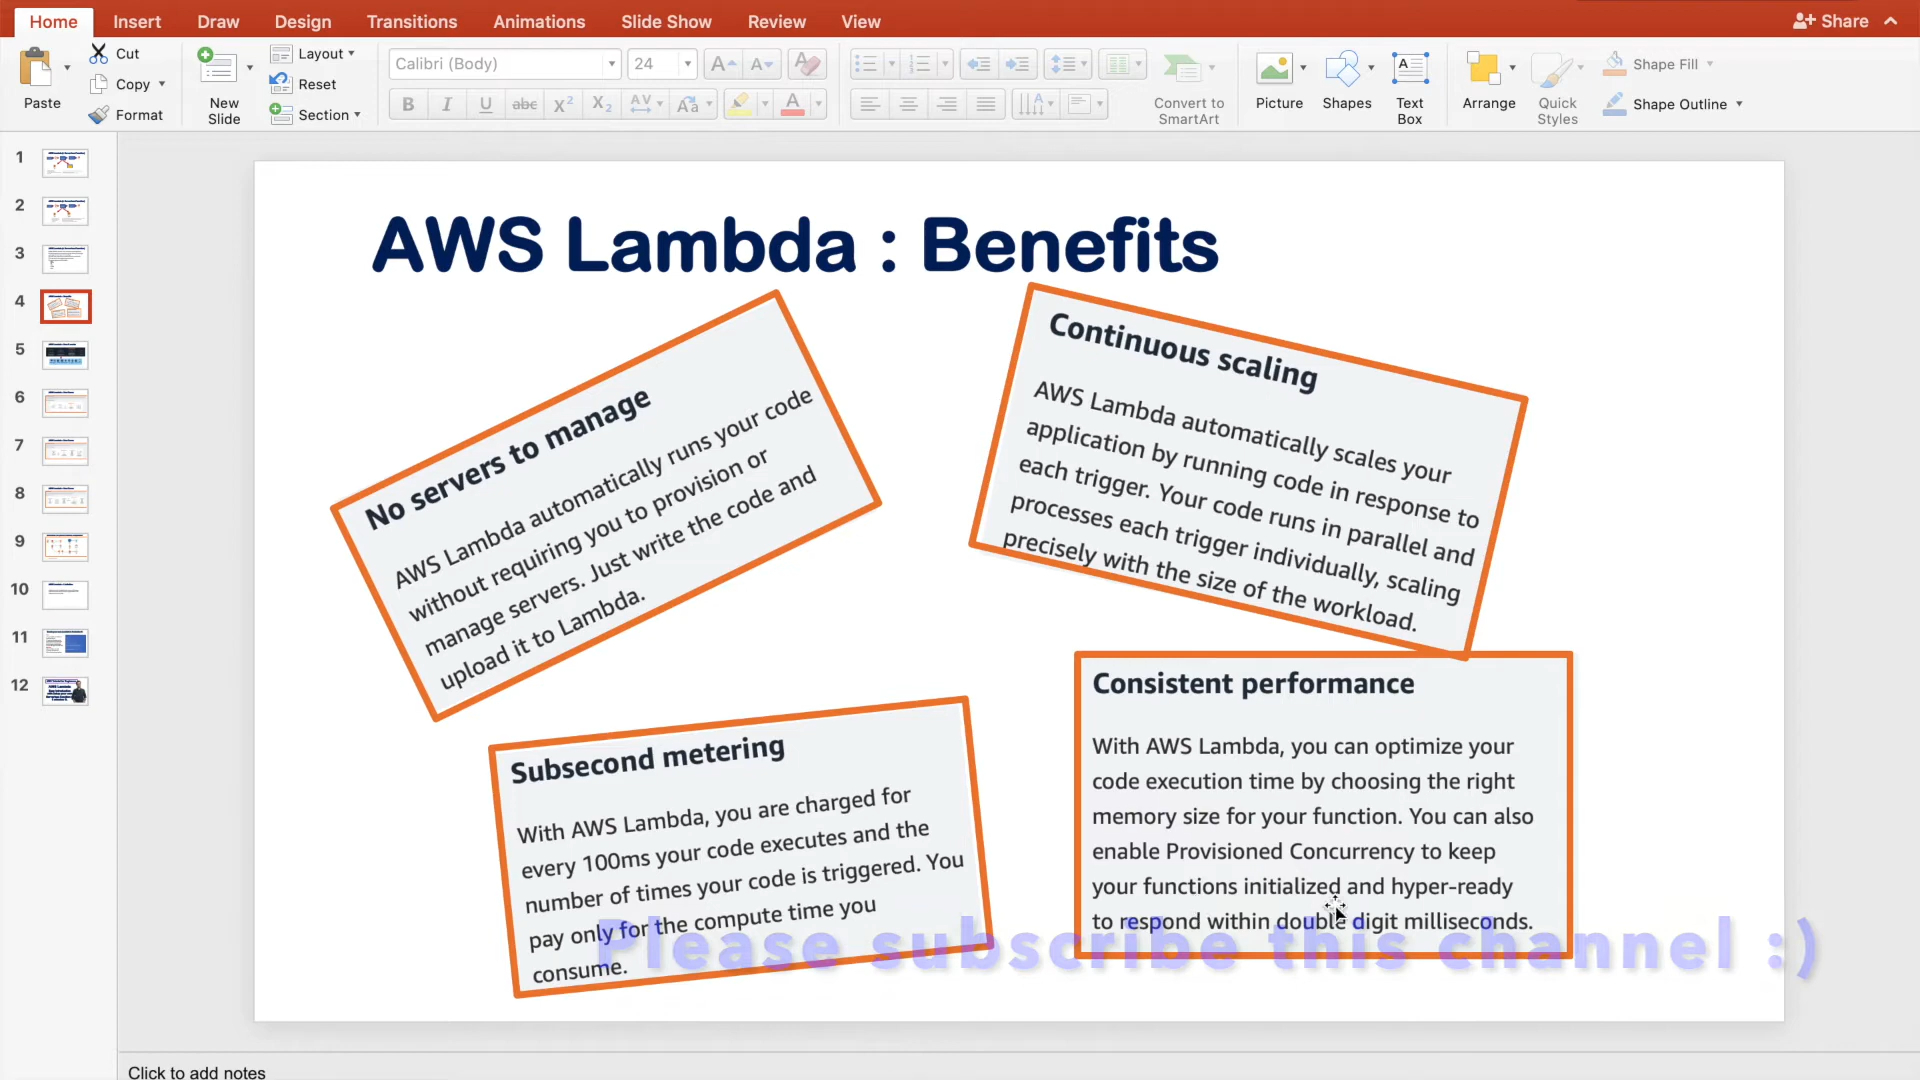 Home Insert Draw Design Transitions Animations Slide Show Review View Share
Paste
Cut
Copy
Format
New
Slide
Layout
Reset
Section
Calibri (Body) 24
B I U abc X² X₂ AV Aa A A
Convert to
SmartArt
Picture
Shapes
Text
Box
Arrange
Quick
Styles
Shape Fill
Shape Outline
1
2
3
4
5
6
7
8
9
10
11
12
AWS Lambda : Benefits
No servers to manage
AWS Lambda automatically runs your code
without requiring you to provision or
manage servers. Just write the code and
upload it to Lambda.
Continuous scaling
AWS Lambda automatically scales your
application by running code in response to
each trigger. Your code runs in parallel and
processes each trigger individually, scaling
precisely with the size of the workload.
Subsecond metering
With AWS Lambda, you are charged for
every 100ms your code executes and the
number of times your code is triggered. You
pay only for the compute time you
consume.
Consistent performance
With AWS Lambda, you can optimize your
code execution time by choosing the right
memory size for your function. You can also
enable Provisioned Concurrency to keep
your functions initialized and hyper-ready
to respond within double digit milliseconds.
Please subscribe this channel :)
Click to add notes